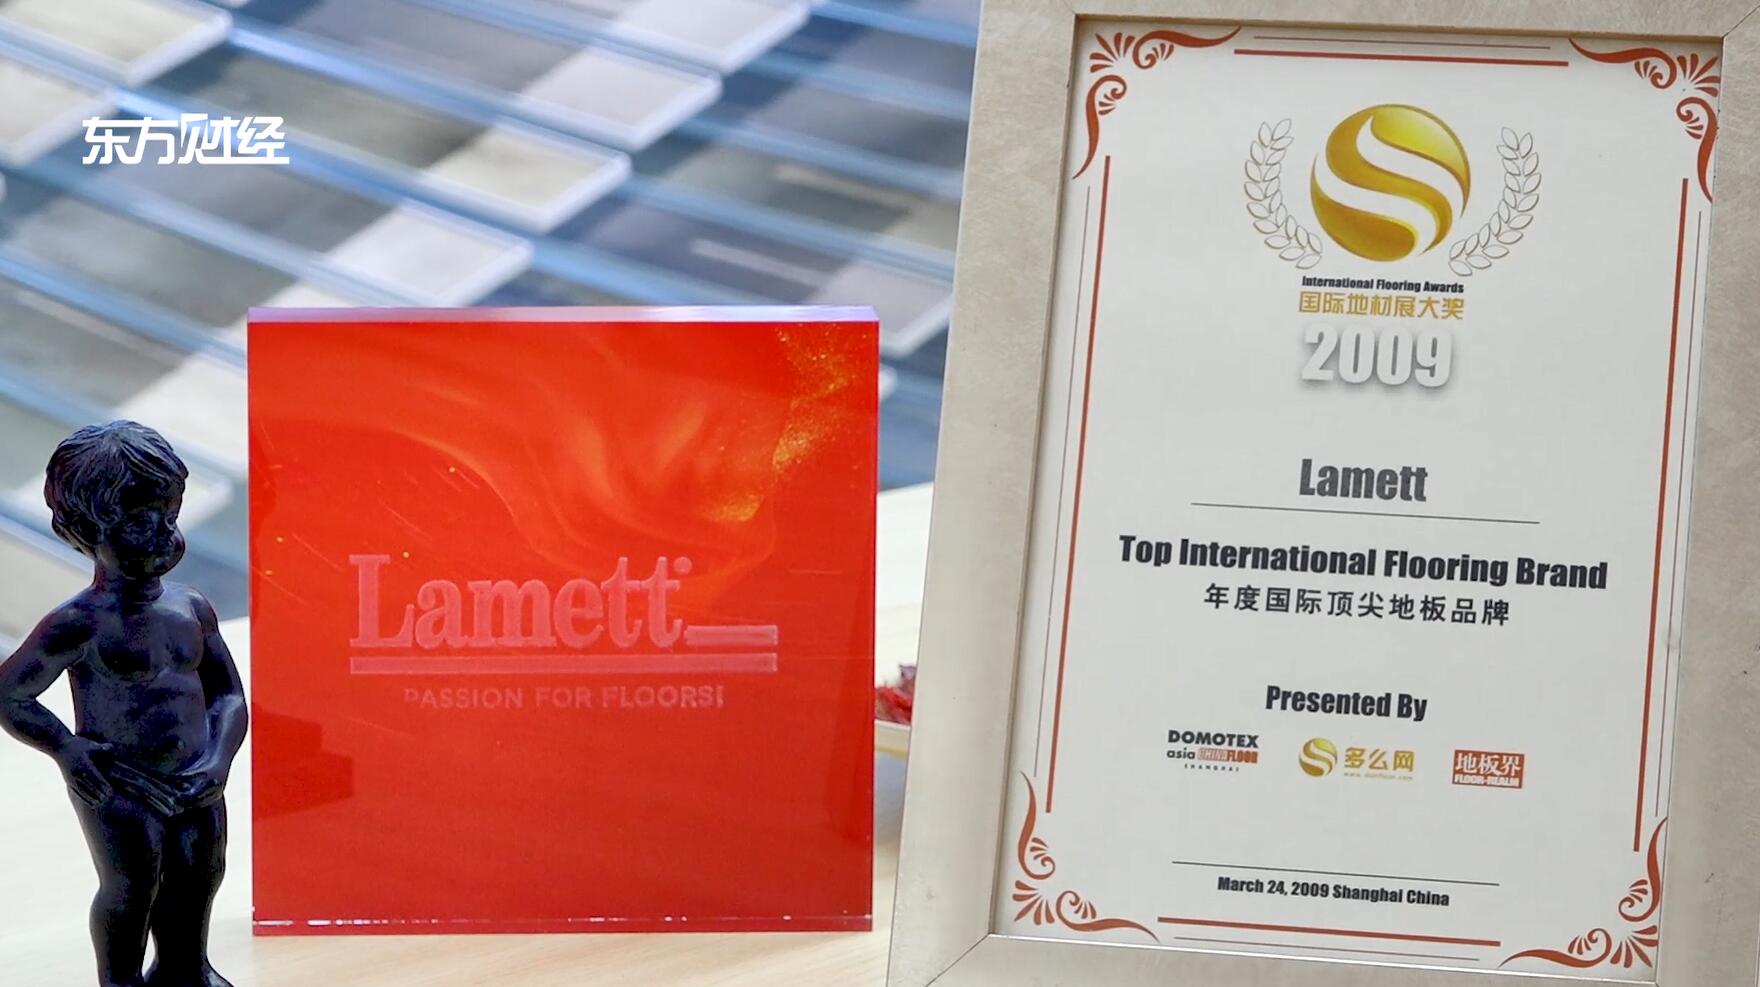 东方财经
Lamett
PASSION FOR FLOORS!
International Flooring Awards
国际地材展大奖
2009
Lamett
Top International Flooring Brand
年度国际顶尖地板品牌
Presented By
DOMOTEX
asia CHINAFLOOR
SHANGHAI
多么网
地板界
FLOOR-REALM
March 24, 2009 Shanghai China